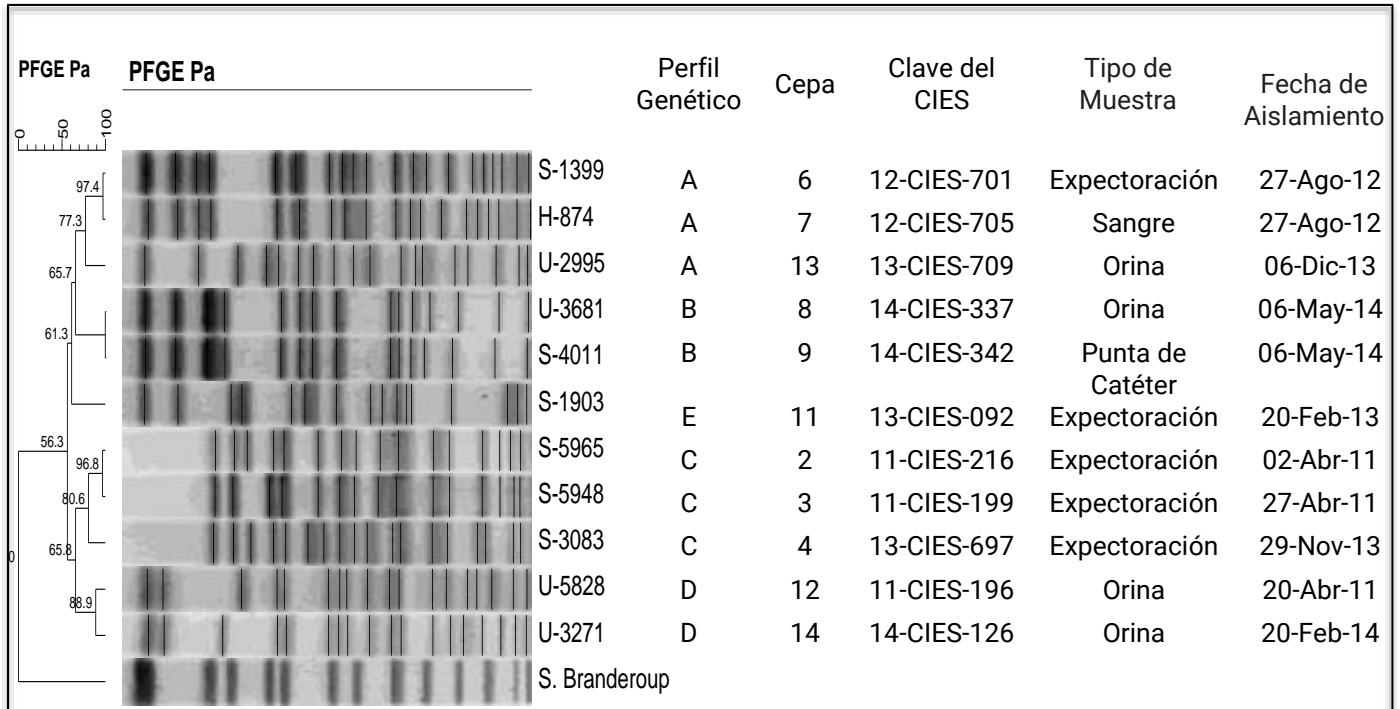 PFGE Pa PFGE Pa Perfil Genético Cepa Clave del CIES Tipo de Muestra Fecha de Aislamiento
0 50 100
S-1399 A 6 12-CIES-701 Expectoración 27-Ago-12
97.4
H-874 A 7 12-CIES-705 Sangre 27-Ago-12
77.3
U-2995 A 13 13-CIES-709 Orina 06-Dic-13
65.7
U-3681 B 8 14-CIES-337 Orina 06-May-14
61.3
S-4011 B 9 14-CIES-342 Punta de Catéter 06-May-14
S-1903 E 11 13-CIES-092 Expectoración 20-Feb-13
56.3
S-5965 C 2 11-CIES-216 Expectoración 02-Abr-11
96.8
S-5948 C 3 11-CIES-199 Expectoración 27-Abr-11
80.6
S-3083 C 4 13-CIES-697 Expectoración 29-Nov-13
65.8
0
U-5828 D 12 11-CIES-196 Orina 20-Abr-11
88.9
U-3271 D 14 14-CIES-126 Orina 20-Feb-14
S. Branderoup